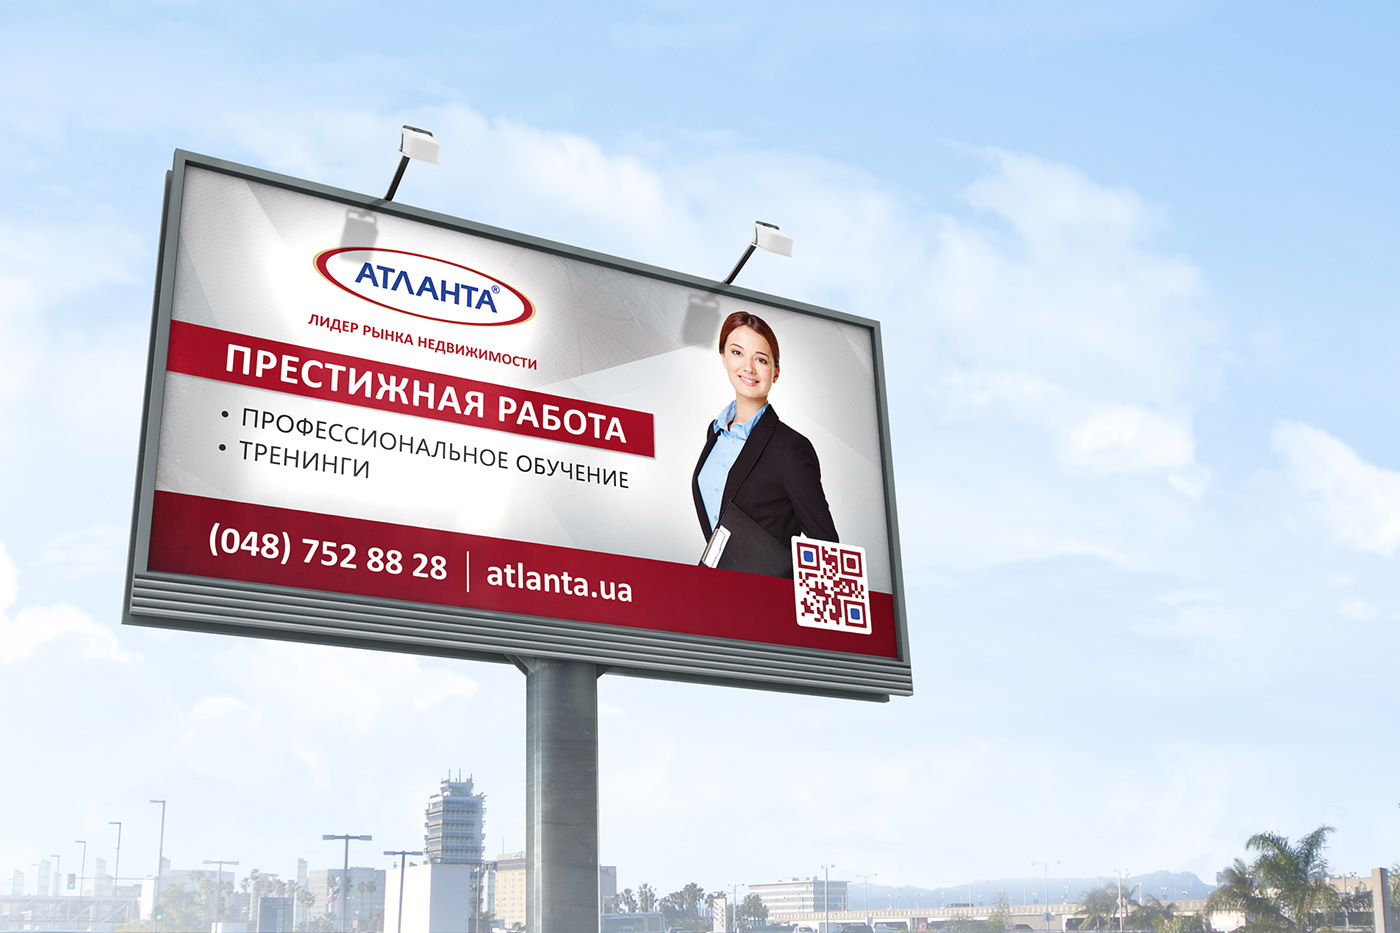 АТЛАНТА®
ЛИДЕР РЫНКА НЕДВИЖИМОСТИ
ПРЕСТИЖНАЯ РАБОТА
• ПРОФЕССИОНАЛЬНОЕ ОБУЧЕНИЕ
• ТРЕНИНГИ
(048) 752 88 28 | atlanta.ua